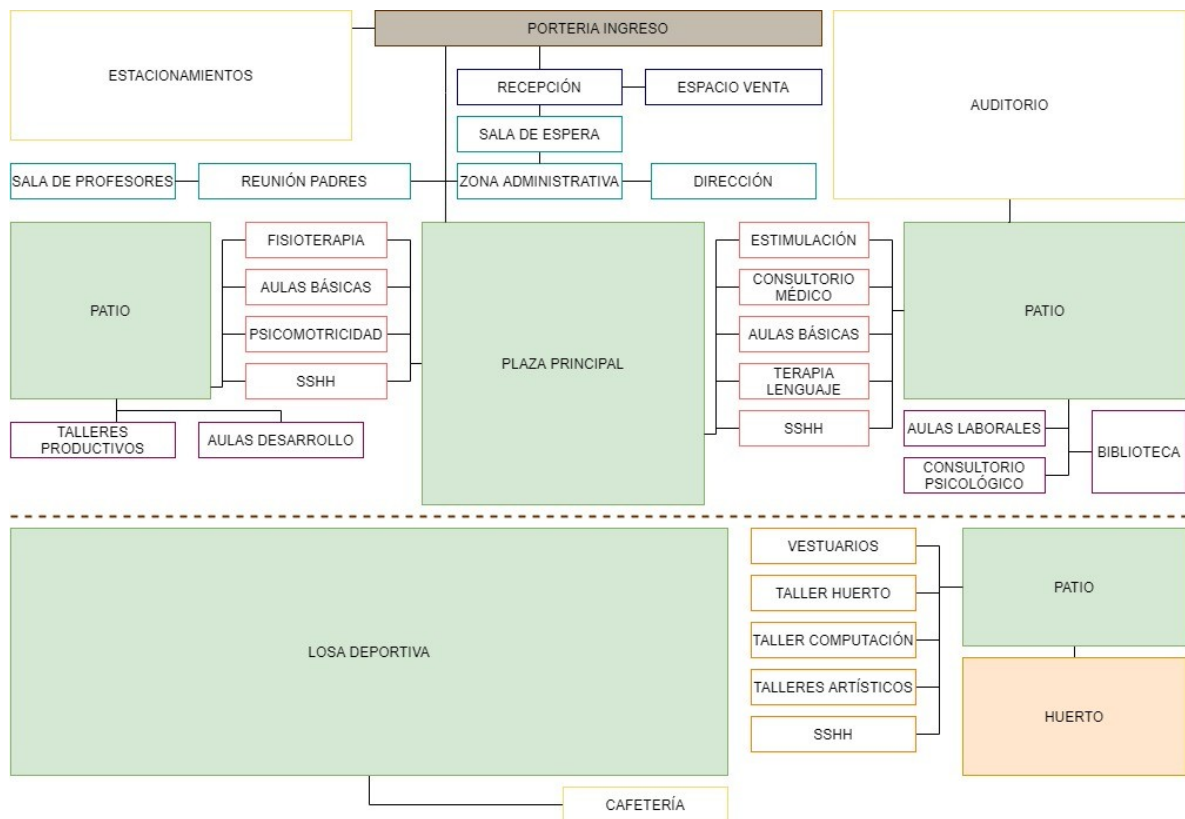 PORTERIA INGRESO
ESTACIONAMIENTOS
RECEPCIÓN
ESPACIO VENTA
AUDITORIO
SALA DE ESPERA
SALA DE PROFESORES
REUNIÓN PADRES
ZONA ADMINISTRATIVA
DIRECCIÓN
PATIO
FISIOTERAPIA
AULAS BÁSICAS
PSICOMOTRICIDAD
SSHH
TALLERES
PRODUCTIVOS
AULAS DESARROLLO
PLAZA PRINCIPAL
ESTIMULACIÓN
CONSULTORIO
MÉDICO
AULAS BÁSICAS
TERAPIA
LENGUAJE
SSHH
PATIO
AULAS LABORALES
CONSULTORIO
PSICOLÓGICO
BIBLIOTECA
LOSA DEPORTIVA
VESTUARIOS
TALLER HUERTO
TALLER COMPUTACIÓN
TALLERES ARTÍSTICOS
SSHH
PATIO
HUERTO
CAFETERÍA